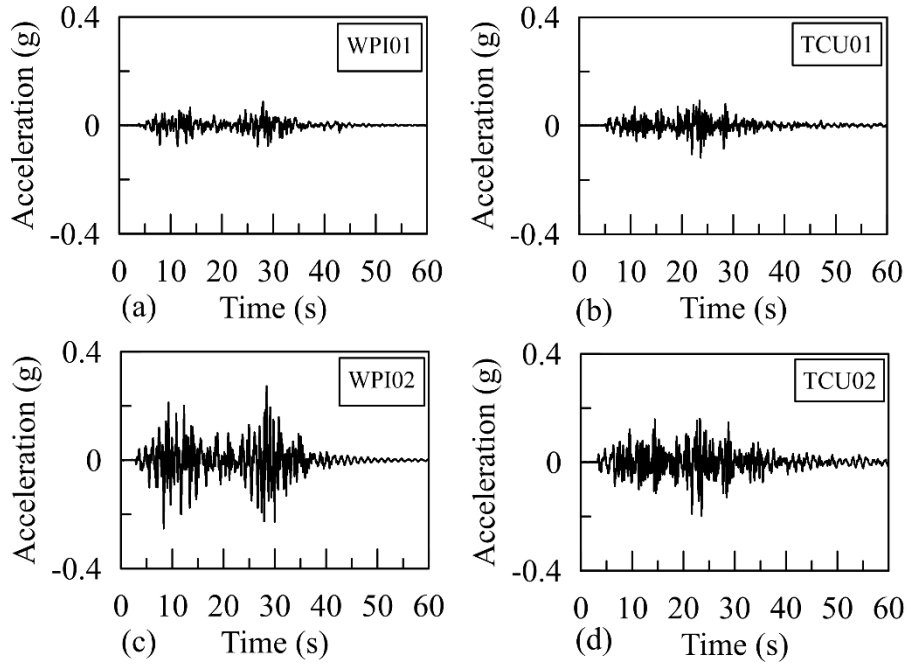 0.4
WPI01
0
-0.4
Acceleration (g)
0 10 20 30 40 50 60
(a) Time (s)
0.4
TCU01
0
-0.4
Acceleration (g)
0 10 20 30 40 50 60
(b) Time (s)
0.4
WPI02
0
-0.4
Acceleration (g)
0 10 20 30 40 50 60
(c) Time (s)
0.4
TCU02
0
-0.4
Acceleration (g)
0 10 20 30 40 50 60
(d) Time (s)